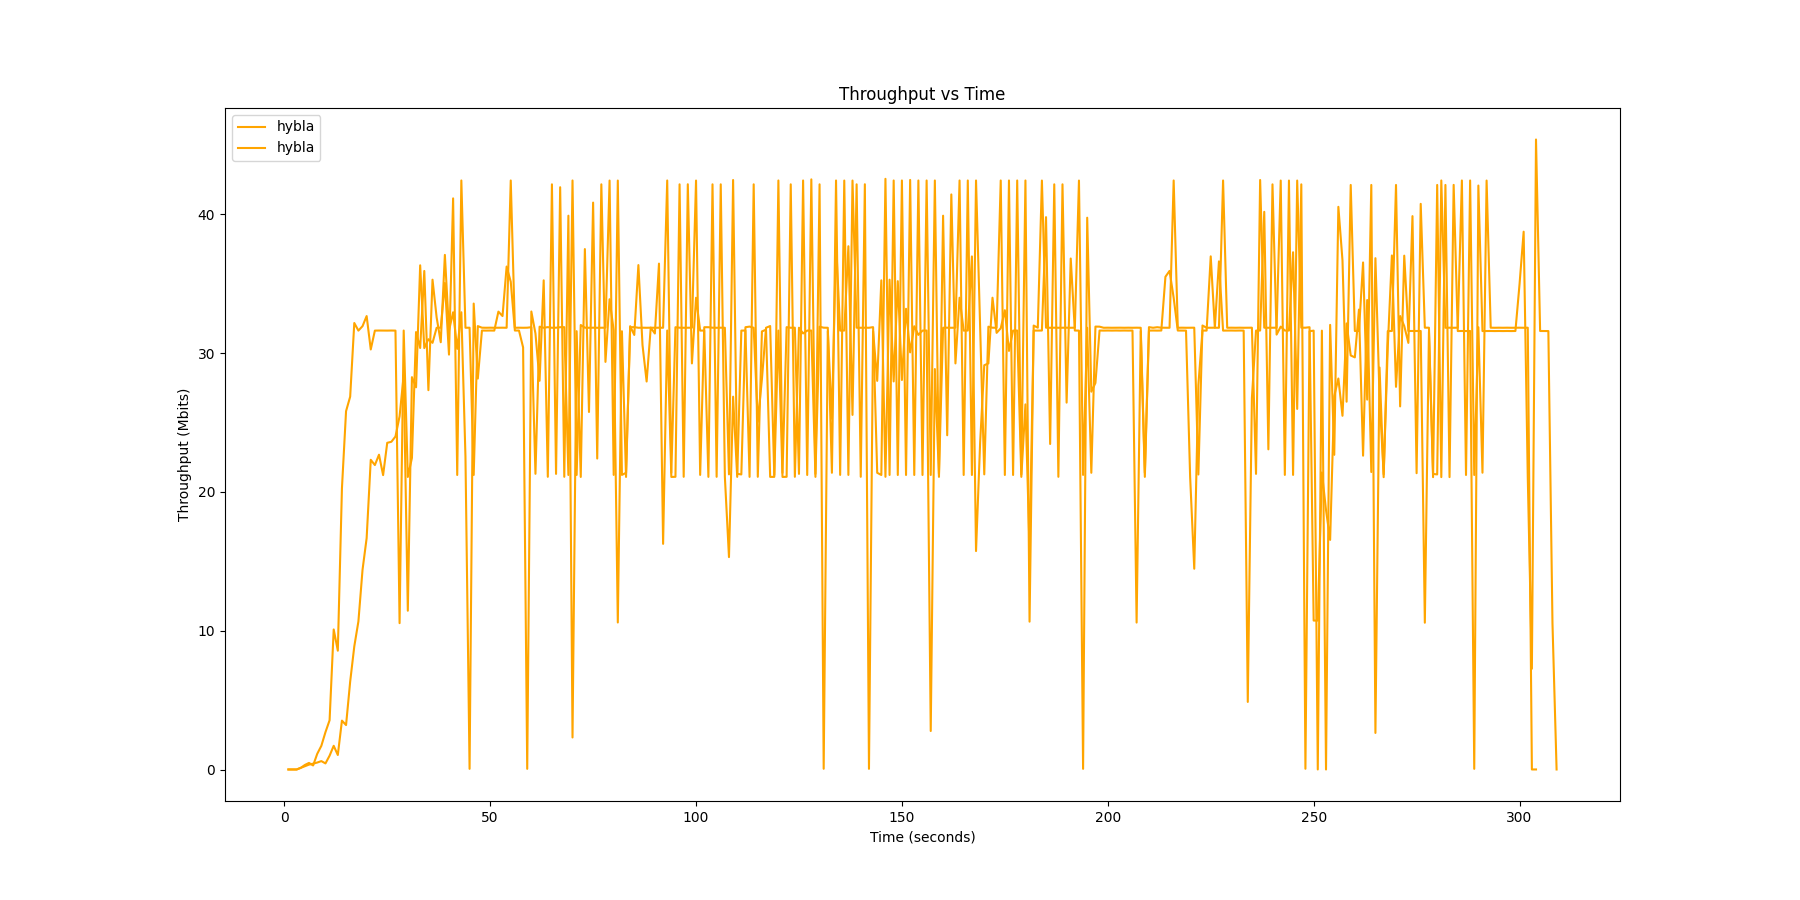 Throughput vs Time
hybla
hybla
Throughput (Mbits)
40
30
20
10
0
0 50 100 150 200 250 300
Time (seconds)